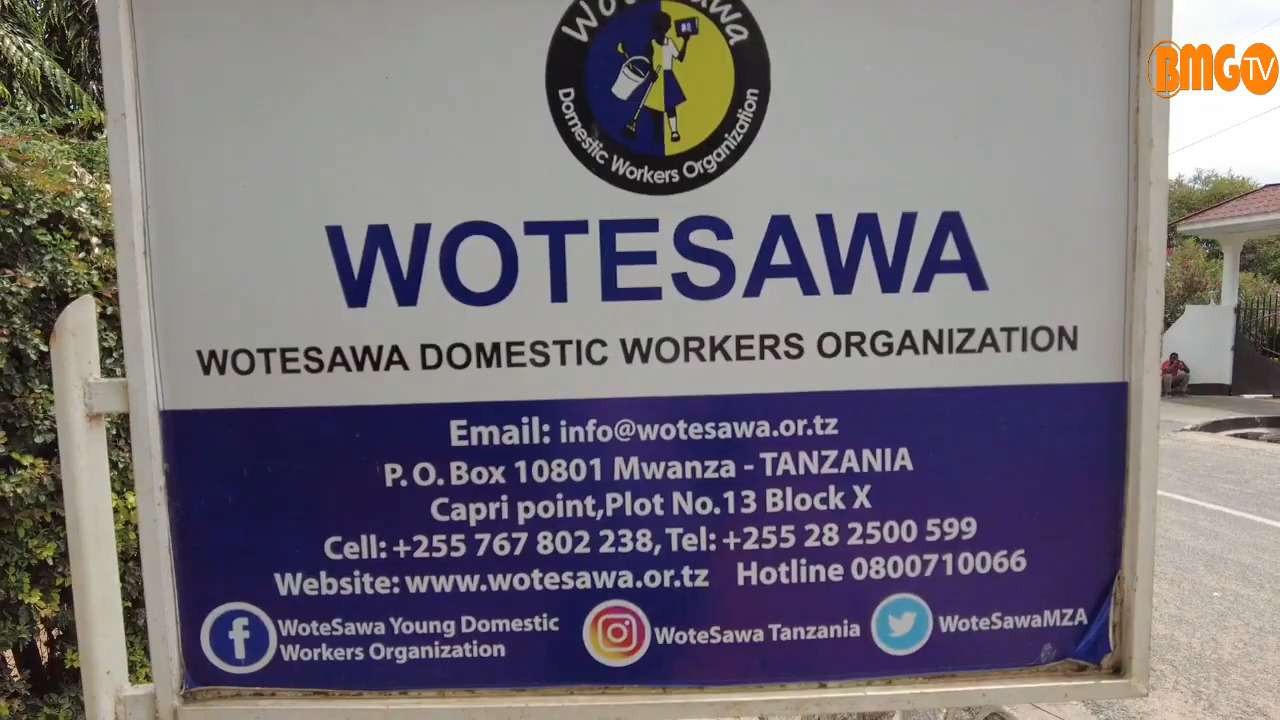 WoteSawa
Domestic Workers Organization
BMG TV
WOTESAWA
WOTESAWA DOMESTIC WORKERS ORGANIZATION
Email: info@wotesawa.or.tz
P. O. Box 10801 Mwanza - TANZANIA
Capri point,Plot No.13 Block X
Cell: +255 767 802 238, Tel: +255 28 2500 599
Website: www.wotesawa.or.tz Hotline 0800710066
WoteSawa Young Domestic
Workers Organization
WoteSawa Tanzania
WoteSawaMZA